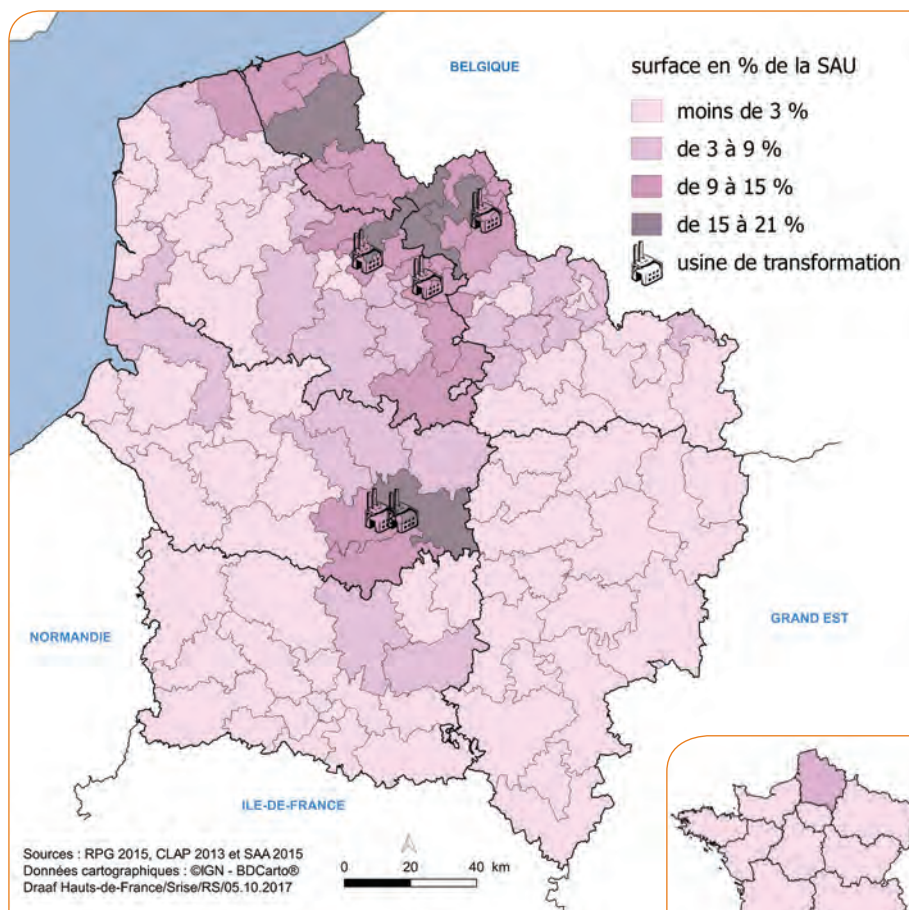 BELGIQUE
surface en % de la SAU
moins de 3 %
de 3 à 9 %
de 9 à 15 %
de 15 à 21 %
usine de transformation
NORMANDIE
GRAND EST
ILE-DE-FRANCE
Sources : RPG 2015, CLAP 2013 et SAA 2015
Données cartographiques : ©IGN - BDCarto®
Draaf Hauts-de-France/Srise/RS/05.10.2017
0 20 40 km